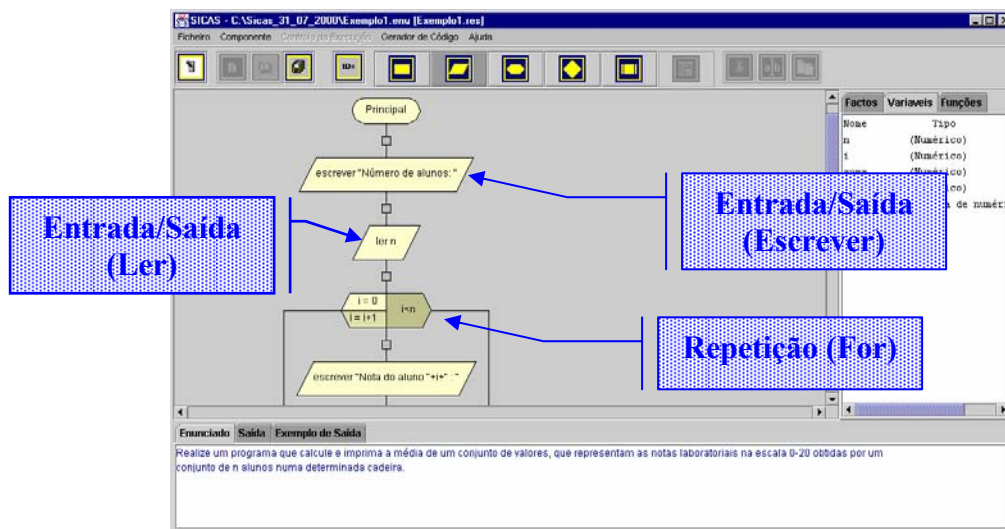 SICAS - C:\Sicas_31_07_2000\Exemplo1.enu [Exemplo1.res]
Ficheiro Componente Controlo da Execução Gerador de Código Ajuda
Principal
escrever "Número de alunos: "
ler n
i = 0
i = i+1
i<n
escrever "Nota do aluno "+i+" : "
Entrada/Saída
(Ler)
Entrada/Saída
(Escrever)
Repetição (For)
Factos Variaveis Funções
Nome Tipo
n (Numérico)
i (Numérico)
(Numérico)
de numéri
Enunciado Saída Exemplo de Saída
Realize um programa que calcule e imprima a média de um conjunto de valores, que representam as notas laboratoriais na escala 0-20 obtidas por um
conjunto de n alunos numa determinada cadeira.